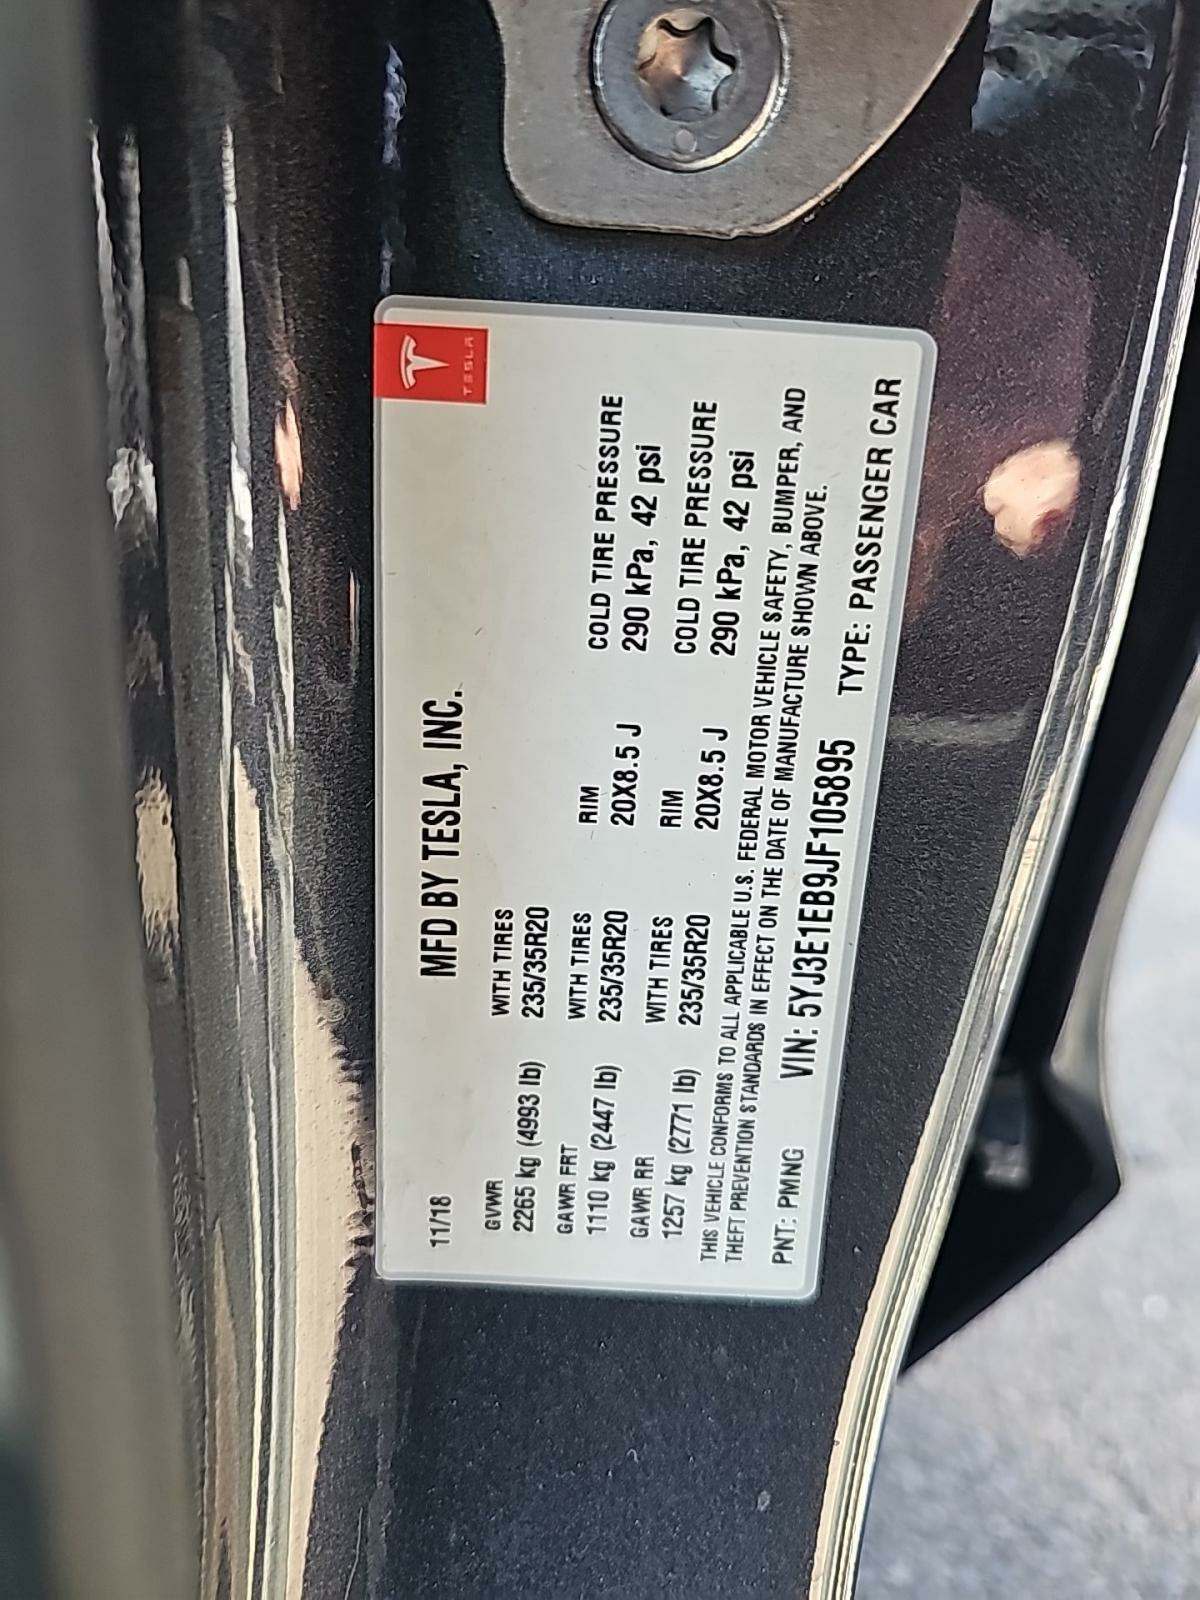 TESLA
11/18
MFD BY TESLA, INC.
GVWR WITH TIRES
2265 kg (4993 lb) 235/35R20
GAWR FRT WITH TIRES RIM COLD TIRE PRESSURE
1110 kg (2447 lb) 235/35R20 20X8.5 J 290 kPa, 42 psi
GAWR RR WITH TIRES RIM COLD TIRE PRESSURE
1257 kg (2771 lb) 235/35R20 20X8.5 J 290 kPa, 42 psi
THIS VEHICLE CONFORMS TO ALL APPLICABLE U.S. FEDERAL MOTOR VEHICLE SAFETY, BUMPER, AND
THEFT PREVENTION STANDARDS IN EFFECT ON THE DATE OF MANUFACTURE SHOWN ABOVE.
PNT: PMNG VIN: 5YJ3E1EB9JF105895 TYPE: PASSENGER CAR